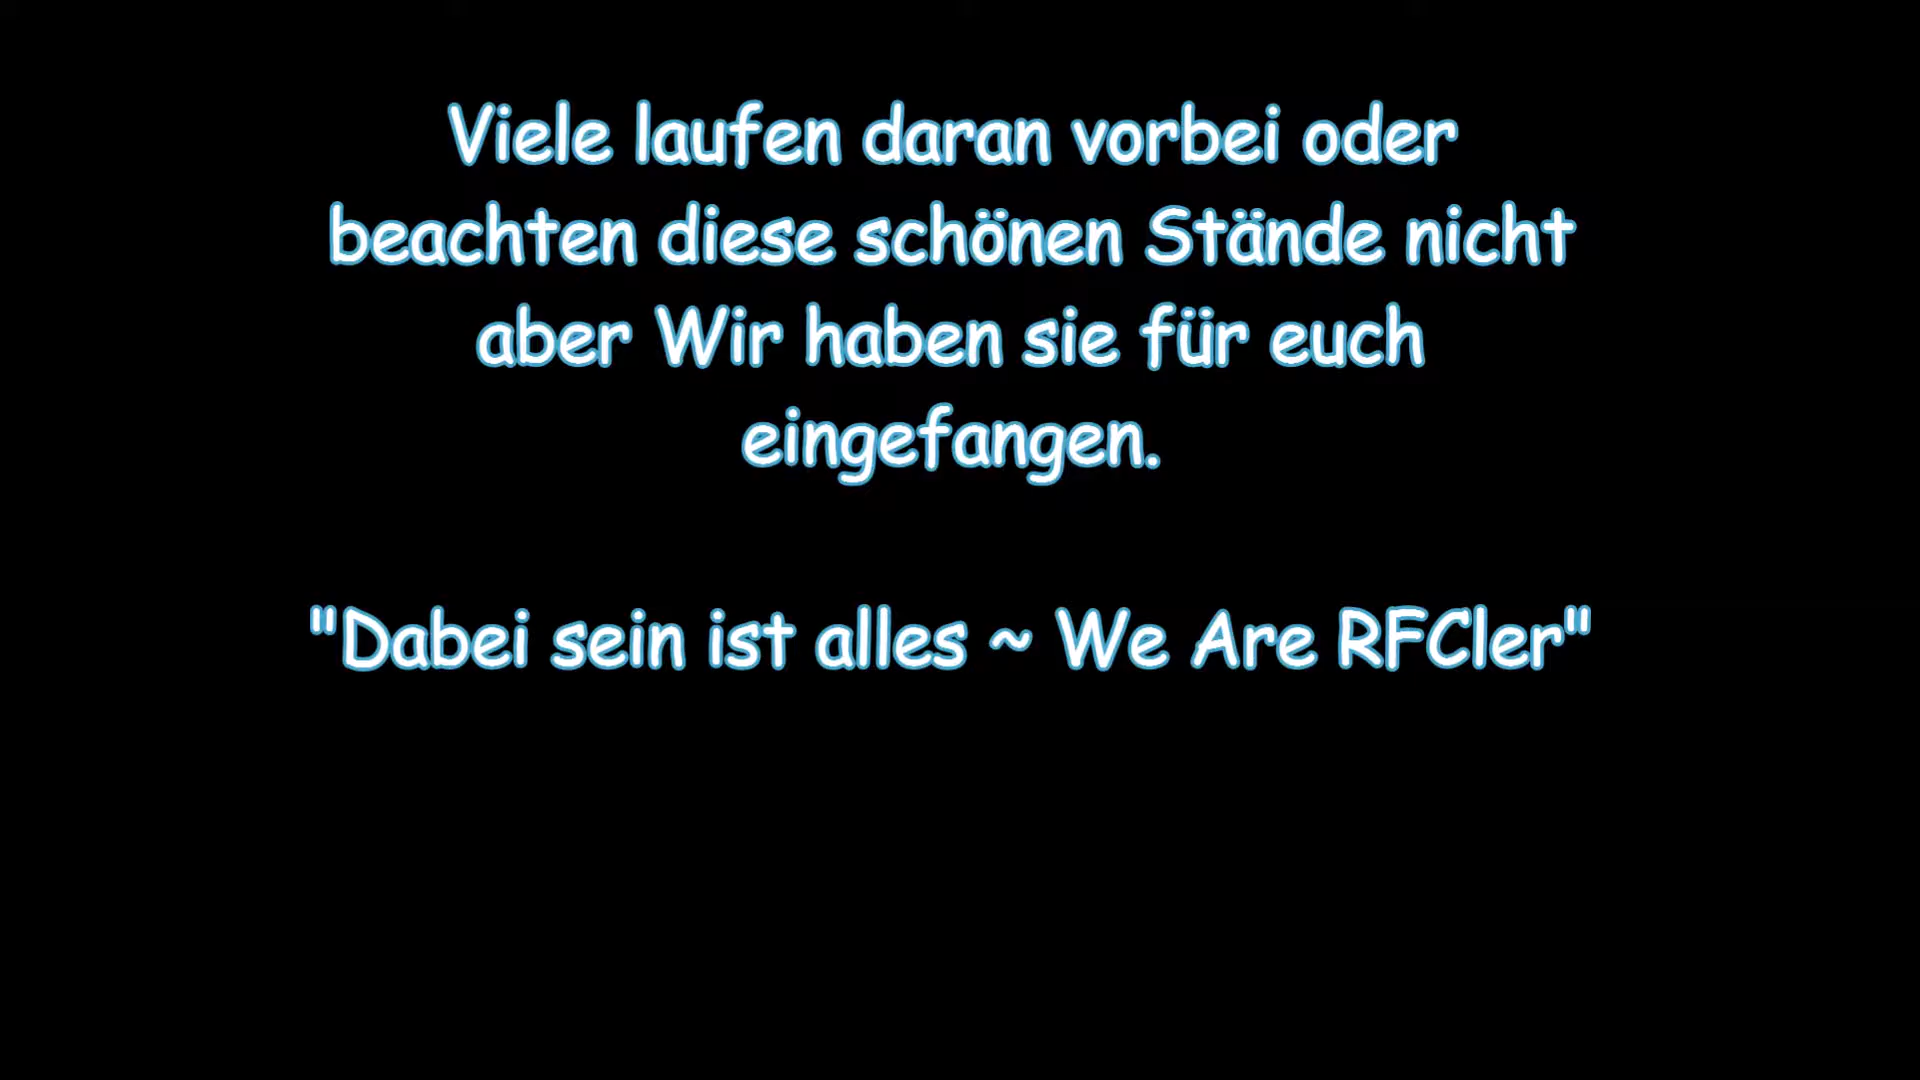 Viele laufen daran vorbei oder
beachten diese schönen Stände nicht
aber Wir haben sie für euch
eingefangen.
"Dabei sein ist alles ~ We Are RFCler"